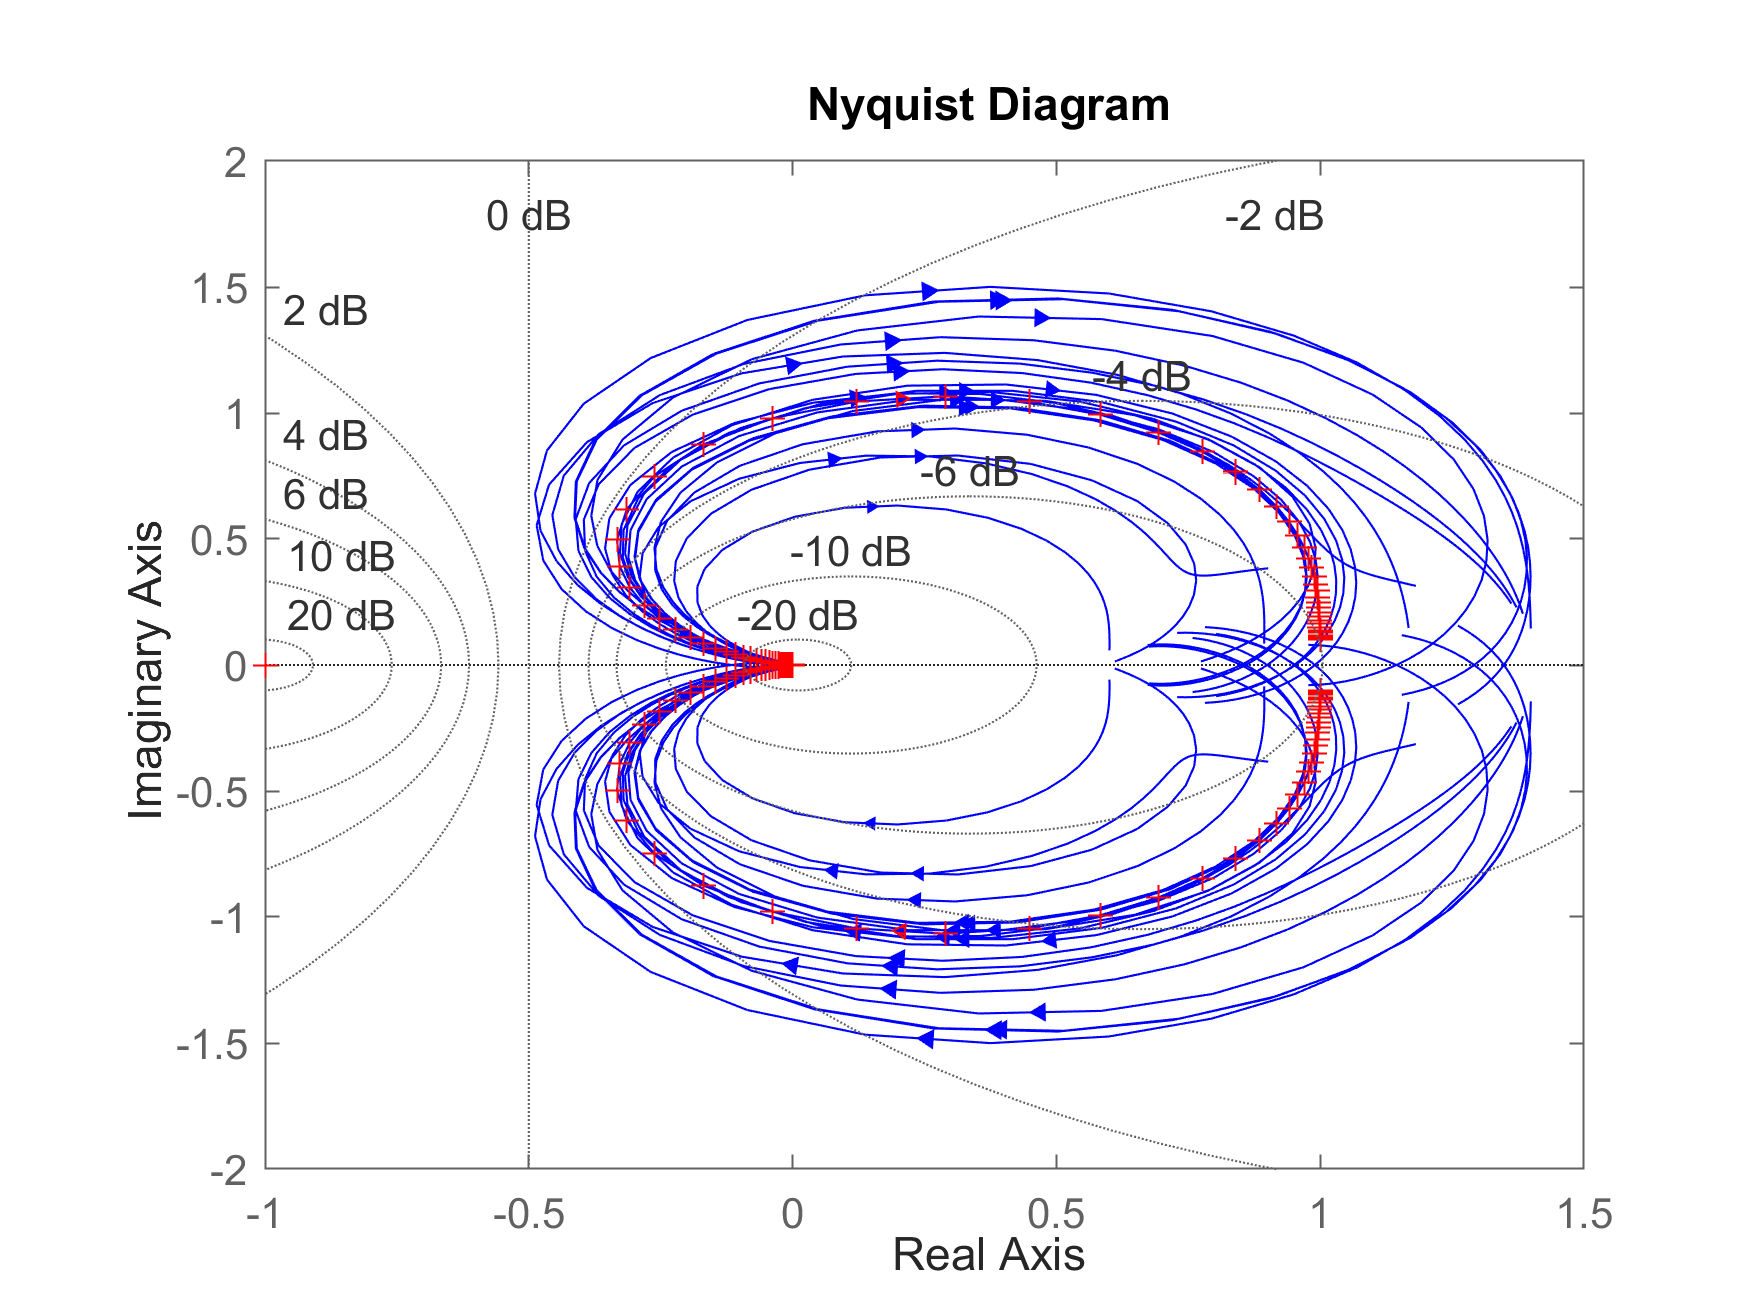 Nyquist Diagram
2
0 dB
-2 dB
2 dB
1.5
-4 dB
1
4 dB
-6 dB
6 dB
0.5
10 dB
-10 dB
20 dB
-20 dB
0
-0.5
-1
-1.5
-2
Imaginary Axis
-1
-0.5
0
0.5
1
1.5
Real Axis